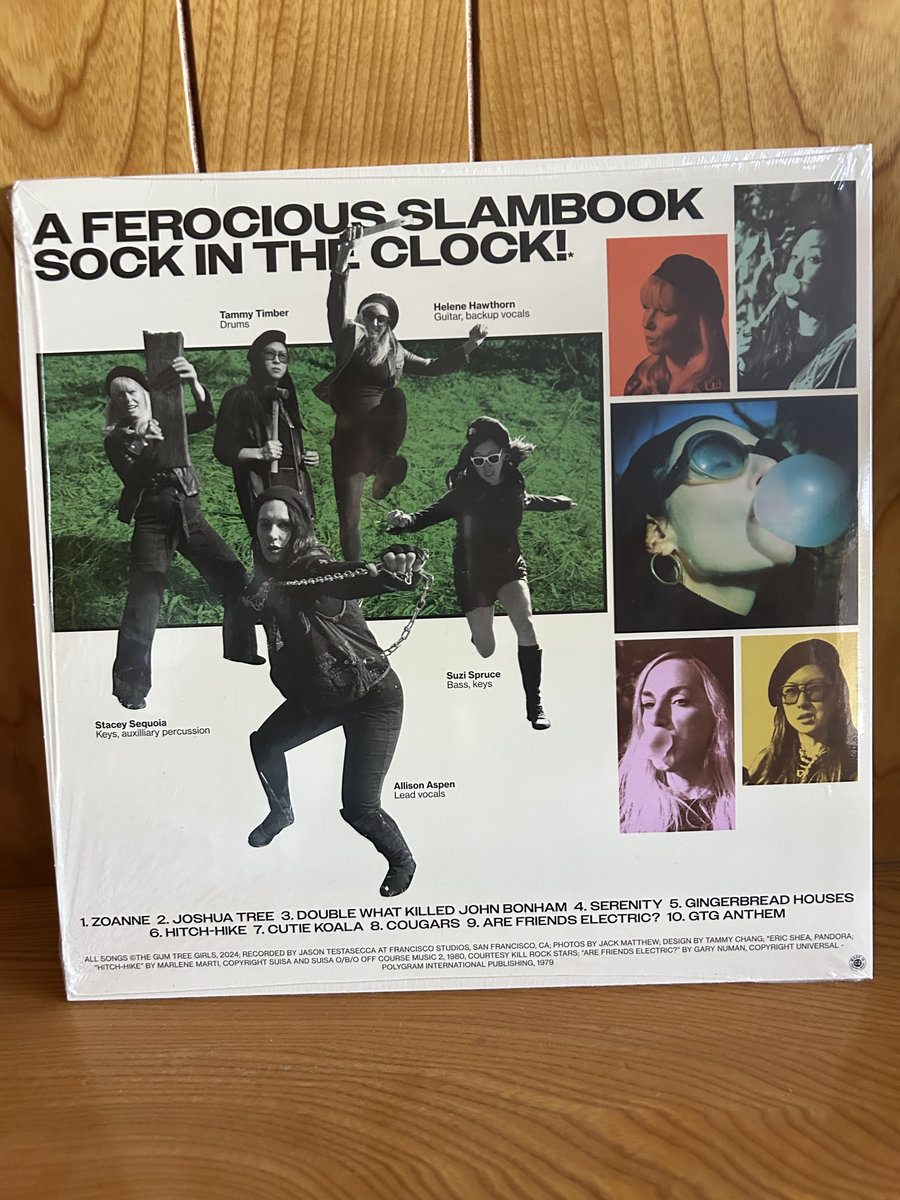 A FEROCIOUS SLAMBOOK
SOCK IN THE CLOCK!*
Tammy Timber
Drums
Helene Hawthorn
Guitar, backup vocals
Suzi Spruce
Bass, keys
Stacey Sequoia
Keys, auxilliary percussion
Allison Aspen
Lead vocals
1. ZOANNE 2. JOSHUA TREE 3. DOUBLE WHAT KILLED JOHN BONHAM 4. SERENITY 5. GINGERBREAD HOUSES
6. HITCH-HIKE 7. CUTIE KOALA 8. COUGARS 9. ARE FRIENDS ELECTRIC? 10. GTG ANTHEM
ALL SONGS ©THE GUM TREE GIRLS, 2024; RECORDED BY JASON TESTASECCA AT FRANCISCO STUDIOS, SAN FRANCISCO, CA; PHOTOS BY JACK MATTHEW; DESIGN BY TAMMY CHANG, *ERIC SHEA, PANDORA,
"HITCH-HIKE" BY MARLENE MARTI, COPYRIGHT SUISA AND SUISA O/B/O OFF COURSE MUSIC 2, 1980, COURTESY KILL ROCK STARS; "ARE FRIENDS ELECTRIC?" BY GARY NUMAN, COPYRIGHT UNIVERSAL -
POLYGRAM INTERNATIONAL PUBLISHING, 1979